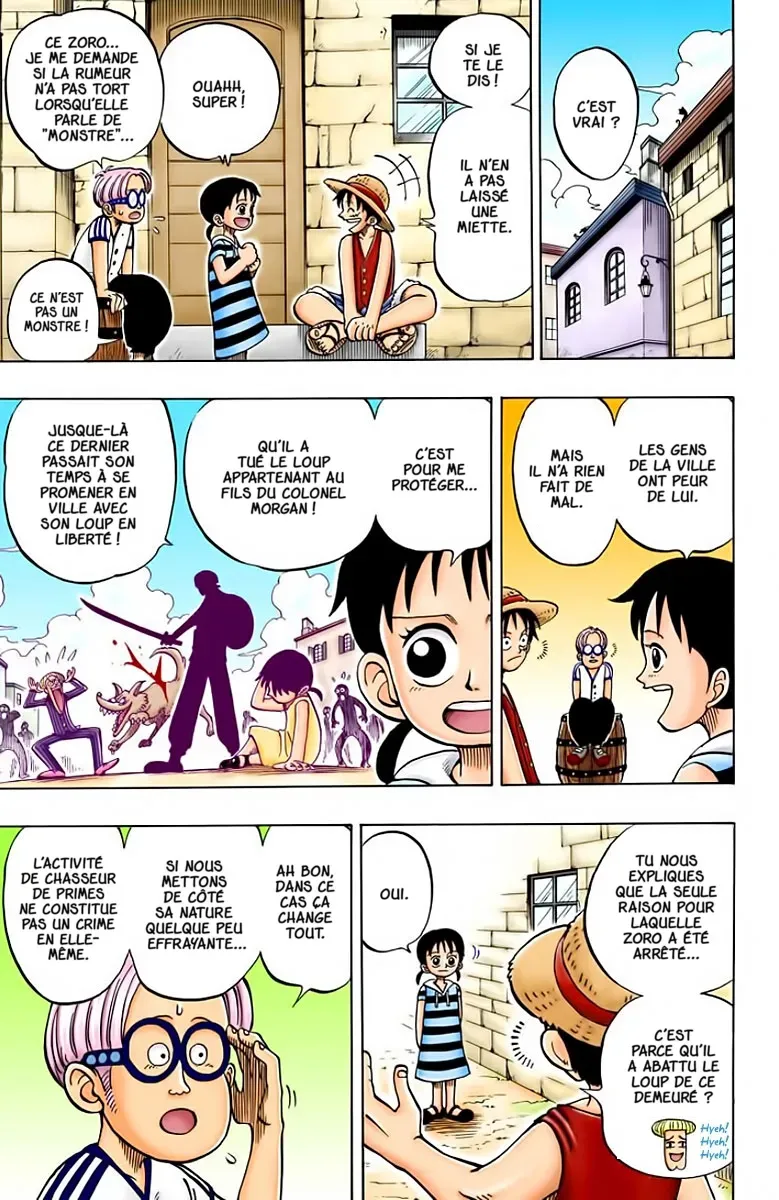 C'EST
VRAI ?
SI JE
TE LE
DIS !
IL N'EN
A PAS
LAISSÉ
UNE
MIETTE.
OUAHH,
SUPER !
CE ZORO...
JE ME DEMANDE
SI LA RUMEUR
N'A PAS TORT
LORSQU'ELLE
PARLE DE
"MONSTRE"...
CE N'EST
PAS UN
MONSTRE !
LES GENS
DE LA VILLE
ONT PEUR
DE LUI.
MAIS
IL N'A RIEN
FAIT DE
MAL.
C'EST
POUR ME
PROTÉGER...
QU'IL A
TUÉ LE LOUP
APPARTENANT AU
FILS DU COLONEL
MORGAN !
JUSQUE-LÀ
CE DERNIER
PASSAIT SON
TEMPS À SE
PROMENER EN
VILLE AVEC
SON LOUP EN
LIBERTÉ !
TU NOUS
EXPLIQUES
QUE LA SEULE
RAISON POUR
LAQUELLE
ZORO A ÉTÉ
ARRÊTÉ...
C'EST
PARCE QU'IL
A ABATTU LE
LOUP DE CE
DEMEURÉ ?
Hyeh!
Hyeh!
Hyeh!
OUI.
AH BON,
DANS CE
CAS ÇA
CHANGE
TOUT.
SI NOUS
METTONS
DE CÔTÉ
SA NATURE
QUELQUE PEU
EFFRAYANTE...
L'ACTIVITÉ
DE CHASSEUR
DE PRIMES
NE CONSTITUE
PAS UN CRIME
EN ELLE-
MÊME.